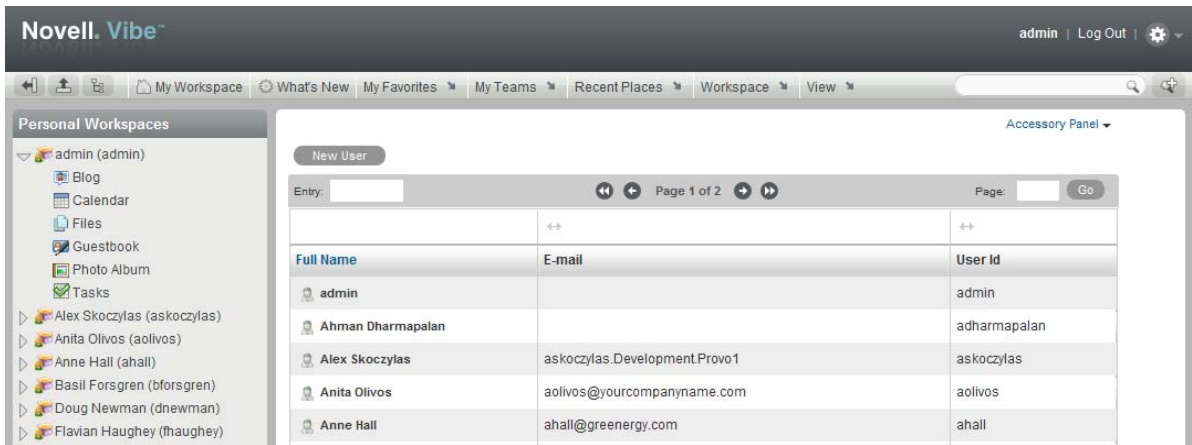 Novell. Vibe™
admin | Log Out |
My Workspace What's New My Favorites My Teams Recent Places Workspace View
Personal Workspaces
admin (admin)
Blog
Calendar
Files
Guestbook
Photo Album
Tasks
Alex Skoczylas (askoczylas)
Anita Olivos (aolivos)
Anne Hall (ahall)
Basil Forsgren (bforsgren)
Doug Newman (dnewman)
Flavian Haughey (fhaughey)
Accessory Panel
New User
Entry: Page 1 of 2 Page: Go
Full Name E-mail User Id
admin admin
Ahman Dharmapalan adharmapalan
Alex Skoczylas askoczylas.Development.Provo1 askoczylas
Anita Olivos aolivos@yourcompanyname.com aolivos
Anne Hall ahall@greenergy.com ahall